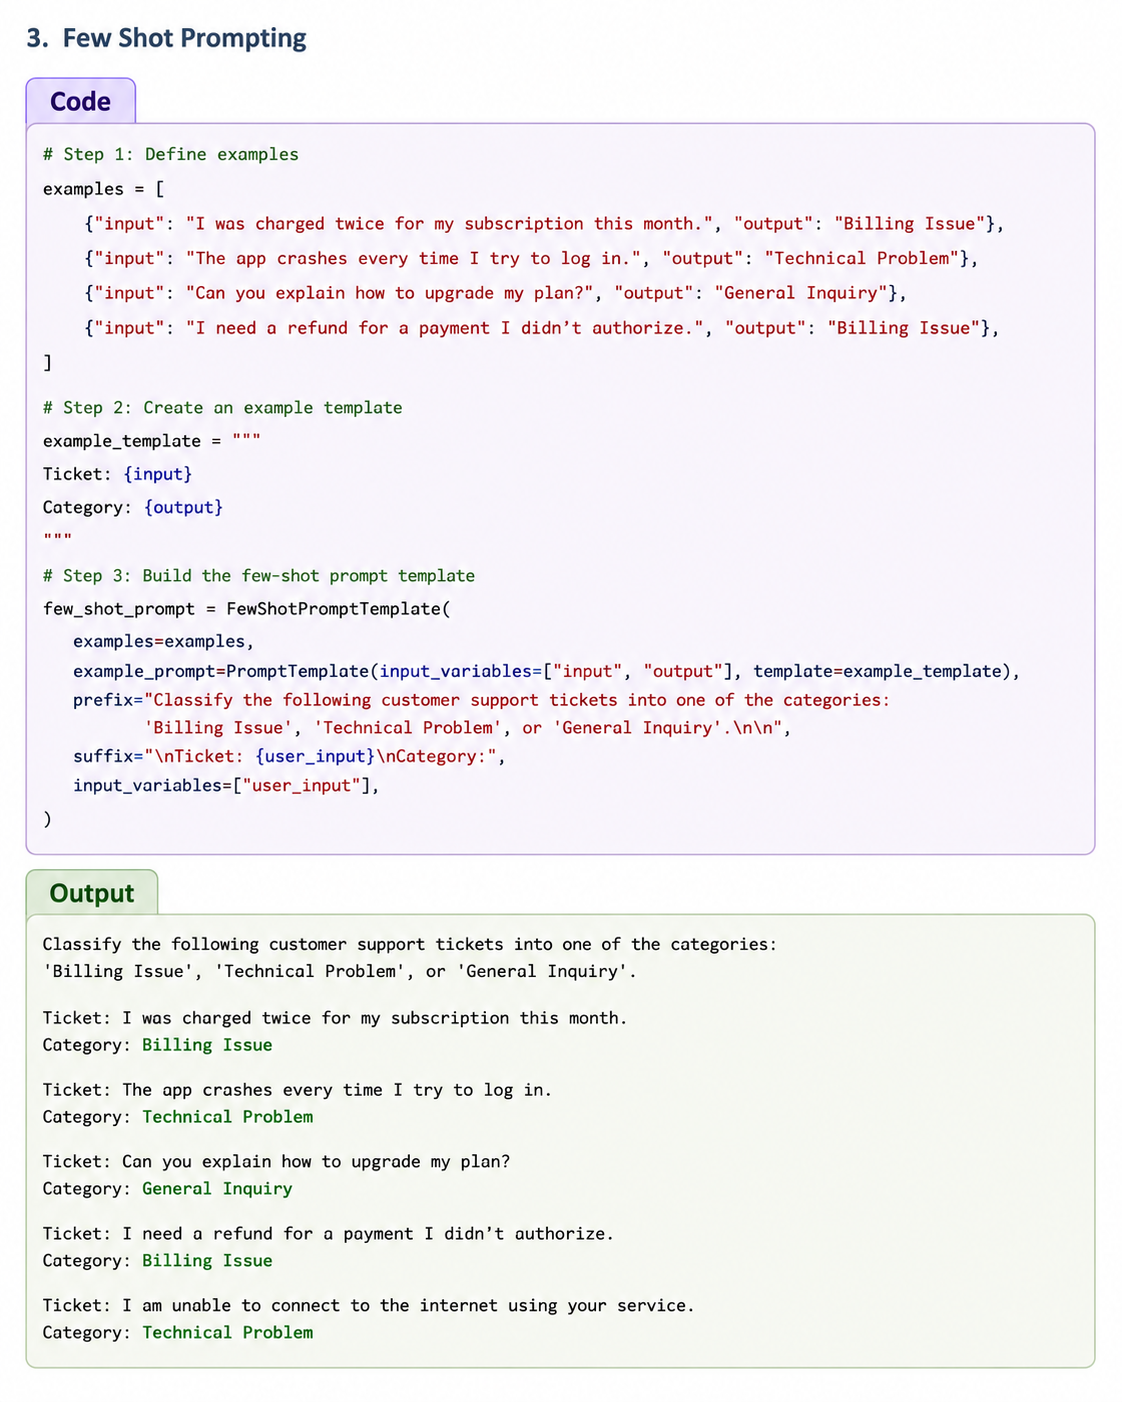 3. Few Shot Prompting
Code
# Step 1: Define examples
examples = [
    {"input": "I was charged twice for my subscription this month.", "output": "Billing Issue"},
    {"input": "The app crashes every time I try to log in.", "output": "Technical Problem"},
    {"input": "Can you explain how to upgrade my plan?", "output": "General Inquiry"},
    {"input": "I need a refund for a payment I didn’t authorize.", "output": "Billing Issue"},
]
# Step 2: Create an example template
example_template = """
Ticket: {input}
Category: {output}
"""
# Step 3: Build the few-shot prompt template
few_shot_prompt = FewShotPromptTemplate(
   examples=examples,
   example_prompt=PromptTemplate(input_variables=["input", "output"], template=example_template),
   prefix="Classify the following customer support tickets into one of the categories:
          'Billing Issue', 'Technical Problem', or 'General Inquiry'.\n\n",
   suffix="\nTicket: {user_input}\nCategory:",
   input_variables=["user_input"],
)
Output
Classify the following customer support tickets into one of the categories:
'Billing Issue', 'Technical Problem', or 'General Inquiry'.
Ticket: I was charged twice for my subscription this month.
Category: Billing Issue
Ticket: The app crashes every time I try to log in.
Category: Technical Problem
Ticket: Can you explain how to upgrade my plan?
Category: General Inquiry
Ticket: I need a refund for a payment I didn’t authorize.
Category: Billing Issue
Ticket: I am unable to connect to the internet using your service.
Category: Technical Problem